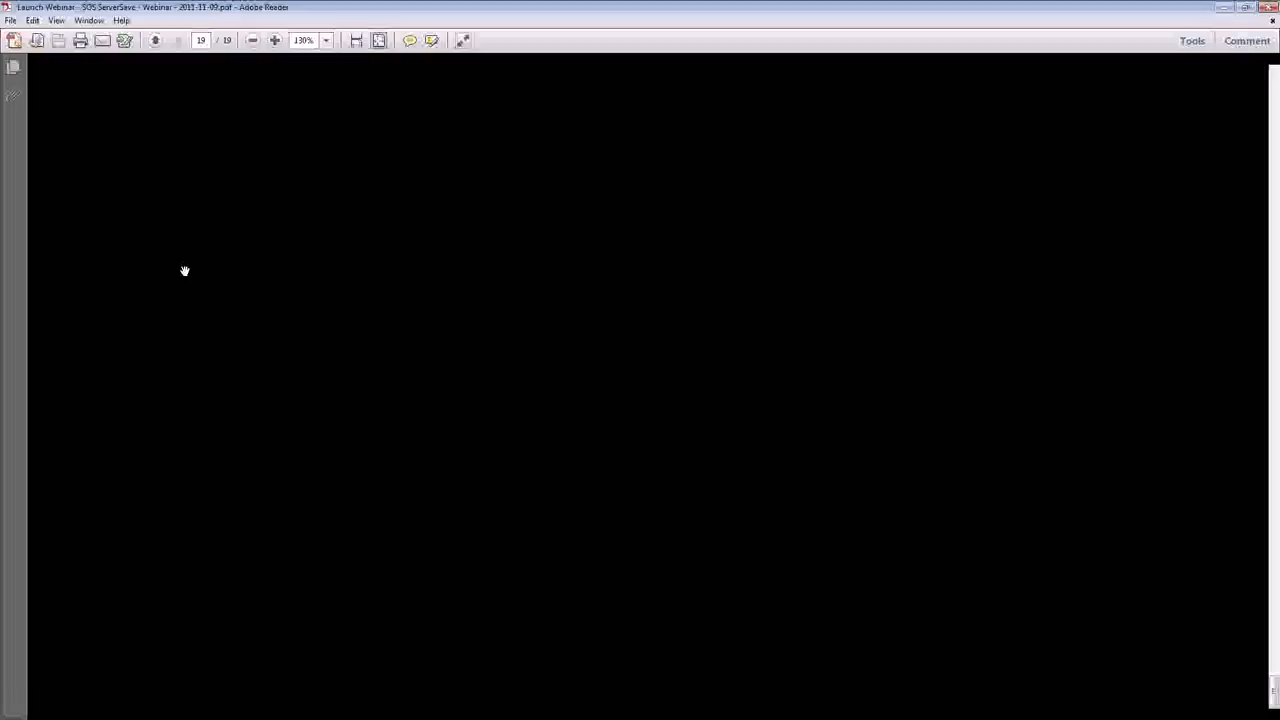 Launch Webinar - SOS ServerSave - Webinar - 2011-11-09.pdf - Adobe Reader
File Edit View Window Help
19 / 19 130% Tools Comment